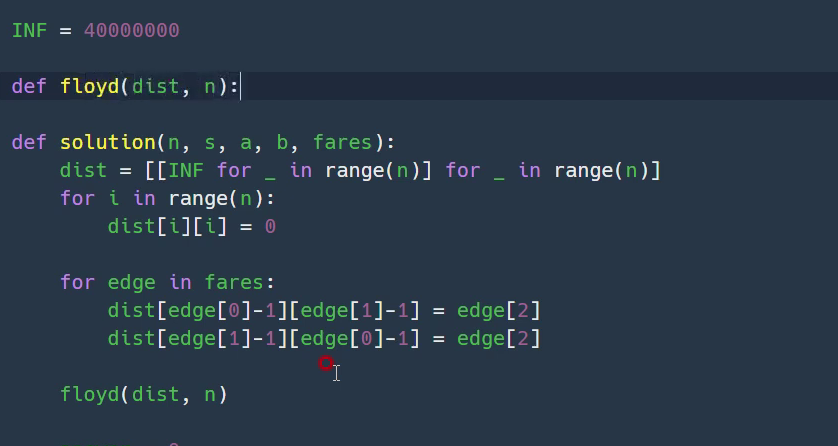 INF = 40000000
def floyd(dist, n):
def solution(n, s, a, b, fares):
    dist = [[INF for _ in range(n)] for _ in range(n)]
    for i in range(n):
        dist[i][i] = 0
    for edge in fares:
        dist[edge[0]-1][edge[1]-1] = edge[2]
        dist[edge[1]-1][edge[0]-1] = edge[2]
    floyd(dist, n)